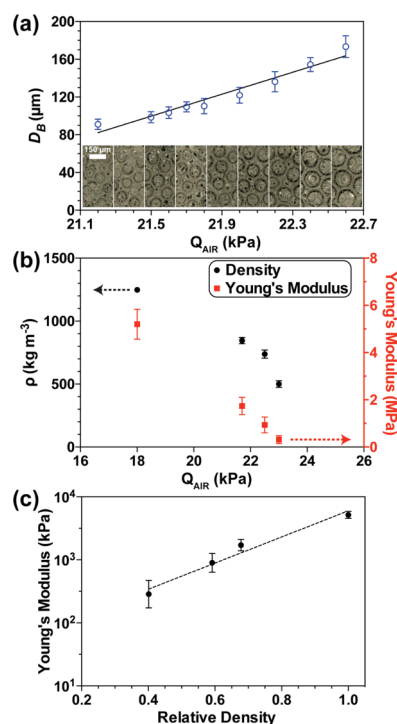 (a)
200
160
120
80
40
0
D_B (µm)
150 µm
21.1 21.5 21.9 22.3 22.7
Q_AIR (kPa)
(b)
1500
1000
500
0
ρ (kg m⁻³)
Density
Young's Modulus
8
6
4
2
0
Young's Modulus (MPa)
16 18 20 22 24 26
Q_AIR (kPa)
(c)
10⁴
10³
10²
10¹
Young's Modulus (kPa)
0.2 0.4 0.6 0.8 1.0
Relative Density